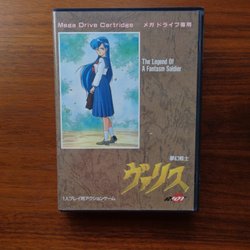 Mega Drive Cartridge メガドライブ専用
The Legend Of
A Fantasm Soldier
夢幻戦士
ヴァリス
1人プレイ用アクションゲーム